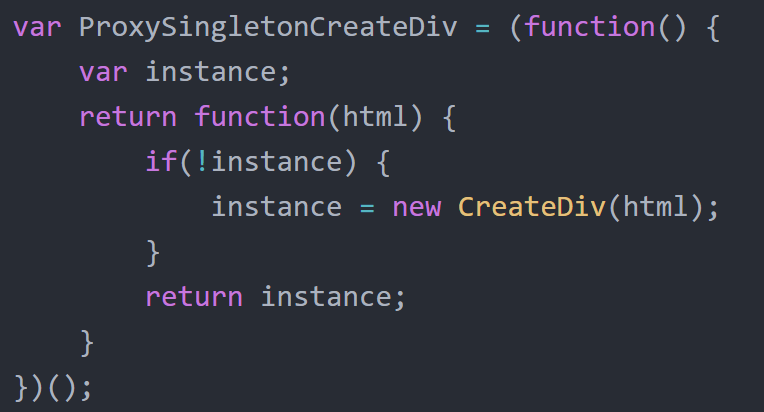 var ProxySingletonCreateDiv = (function() {
    var instance;
    return function(html) {
        if(!instance) {
            instance = new CreateDiv(html);
        }
        return instance;
    }
})();